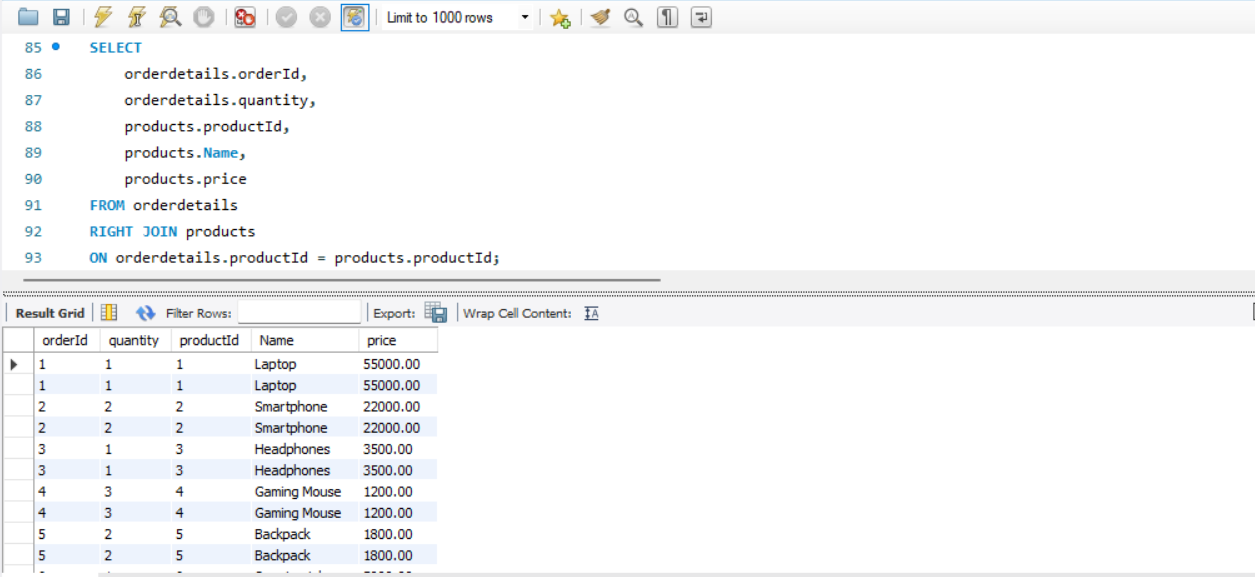 Limit to 1000 rows
85 SELECT
86 orderdetails.orderId,
87 orderdetails.quantity,
88 products.productId,
89 products.Name,
90 products.price
91 FROM orderdetails
92 RIGHT JOIN products
93 ON orderdetails.productId = products.productId;
Result Grid Filter Rows: Export: Wrap Cell Content:
orderId quantity productId Name price
1 1 1 Laptop 55000.00
1 1 1 Laptop 55000.00
2 2 2 Smartphone 22000.00
2 2 2 Smartphone 22000.00
3 1 3 Headphones 3500.00
3 1 3 Headphones 3500.00
4 3 4 Gaming Mouse 1200.00
4 3 4 Gaming Mouse 1200.00
5 2 5 Backpack 1800.00
5 2 5 Backpack 1800.00